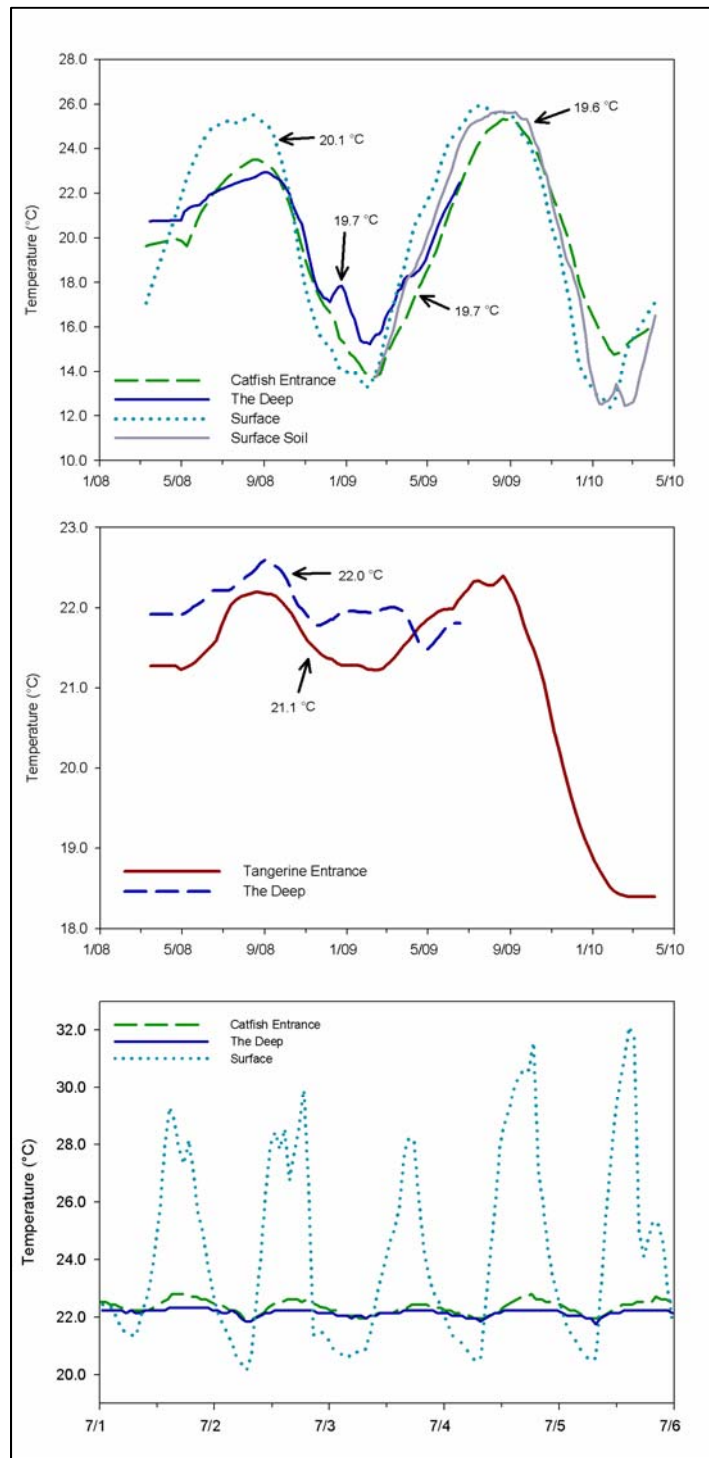 28.0
26.0
24.0
22.0
20.0
18.0
16.0
14.0
12.0
10.0
Temperature (°C)
20.1 °C
19.6 °C
19.7 °C
19.7 °C
Catfish Entrance
The Deep
Surface
Surface Soil
1/08 5/08 9/08 1/09 5/09 9/09 1/10 5/10
23.0
22.0
21.0
20.0
19.0
18.0
Temperature (°C)
22.0 °C
21.1 °C
Tangerine Entrance
The Deep
1/08 5/08 9/08 1/09 5/09 9/09 1/10 5/10
32.0
30.0
28.0
26.0
24.0
22.0
20.0
Temperature (°C)
Catfish Entrance
The Deep
Surface
7/1 7/2 7/3 7/4 7/5 7/6